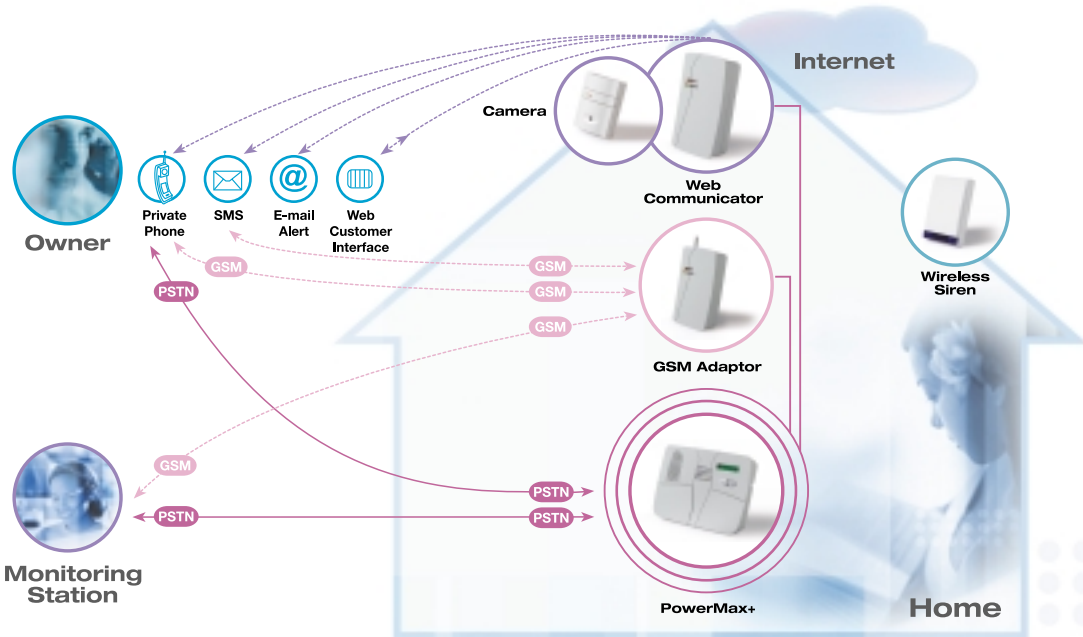 Internet
Camera
Web
Communicator
Owner
Private
Phone
SMS
E-mail
Alert
Web
Customer
Interface
@
GSM
GSM
GSM
GSM
PSTN
Wireless
Siren
GSM Adaptor
GSM
PSTN
PSTN
PSTN
Monitoring
Station
PowerMax+
Home